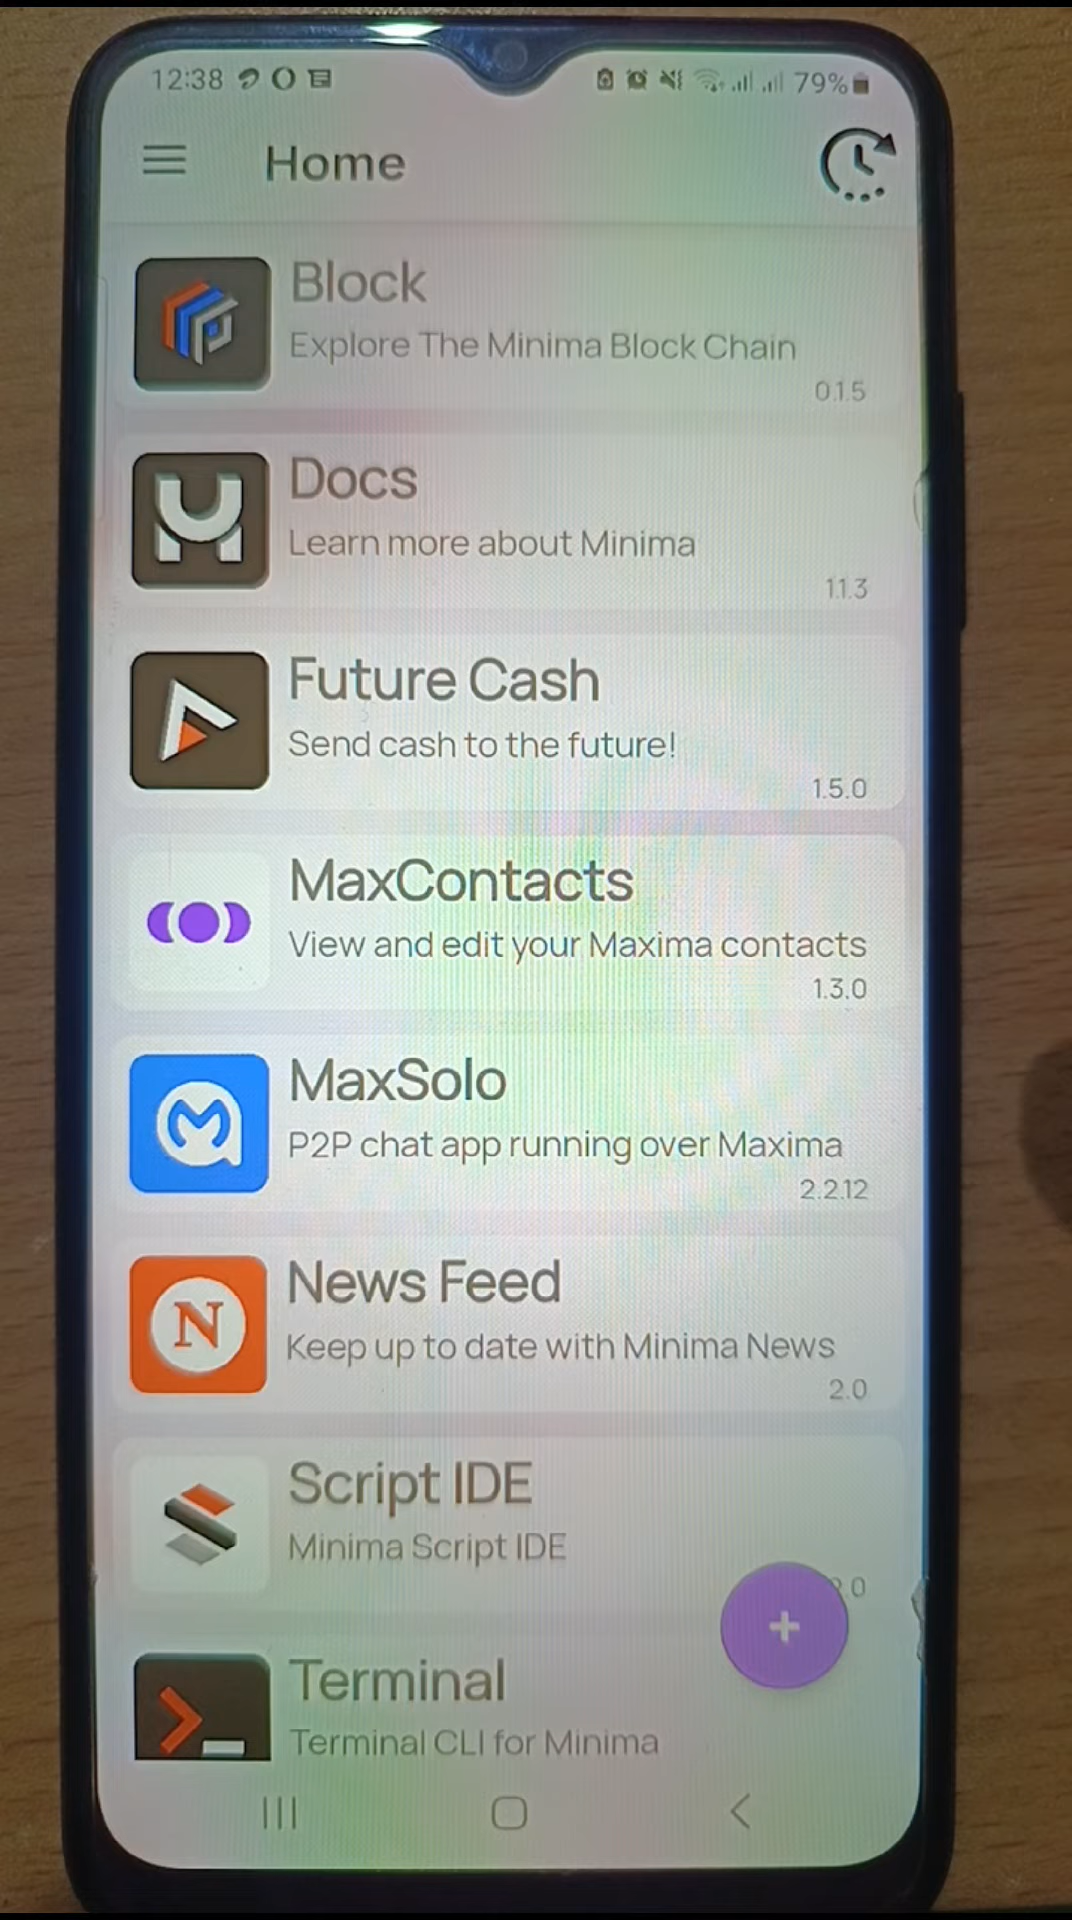 12:38
79%
Home
Block
Explore The Minima Block Chain
0.1.5
Docs
Learn more about Minima
1.1.3
Future Cash
Send cash to the future!
1.5.0
MaxContacts
View and edit your Maxima contacts
1.3.0
MaxSolo
P2P chat app running over Maxima
2.2.12
N
News Feed
Keep up to date with Minima News
2.0
Script IDE
Minima Script IDE
.0
+
Terminal
Terminal CLI for Minima